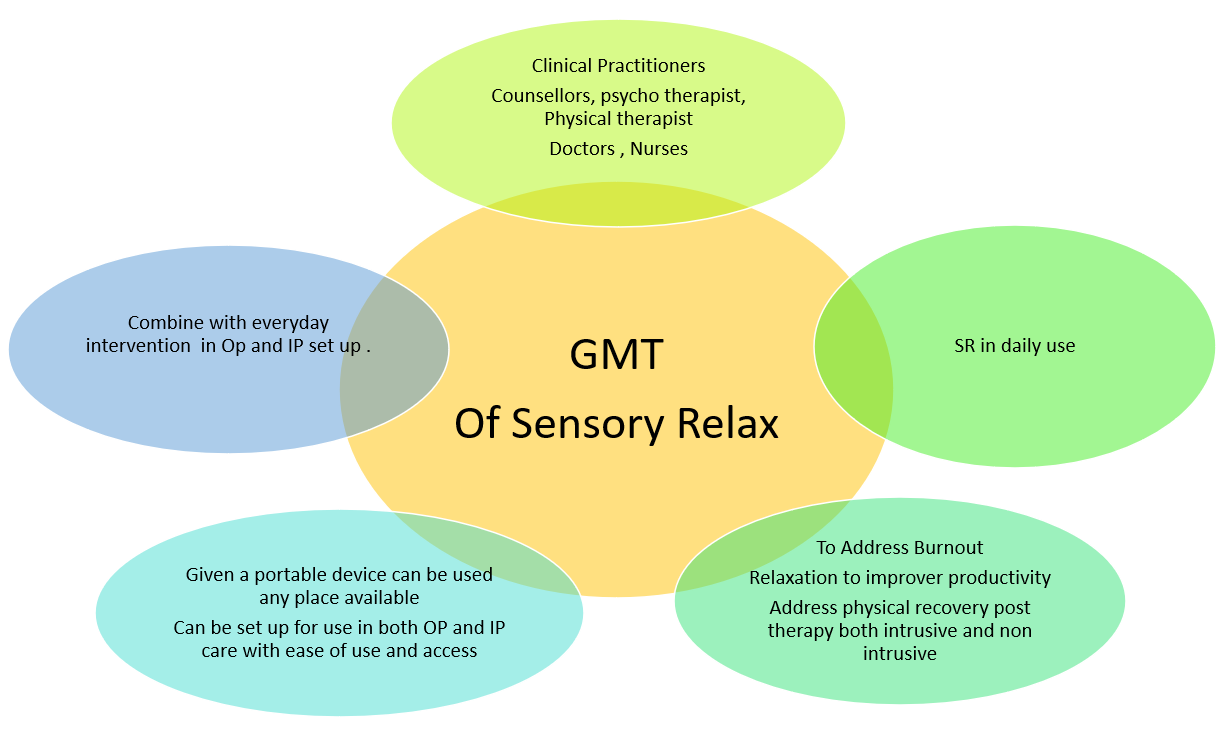 Clinical Practitioners
Counsellors, psycho therapist,
Physical therapist
Doctors , Nurses
Combine with everyday
intervention  in Op and IP set up .
GMT
Of Sensory Relax
SR in daily use
Given a portable device can be used
any place available
Can be set up for use in both OP and IP
care with ease of use and access
To Address Burnout
Relaxation to improver productivity
Address physical recovery post
therapy both intrusive and non
intrusive